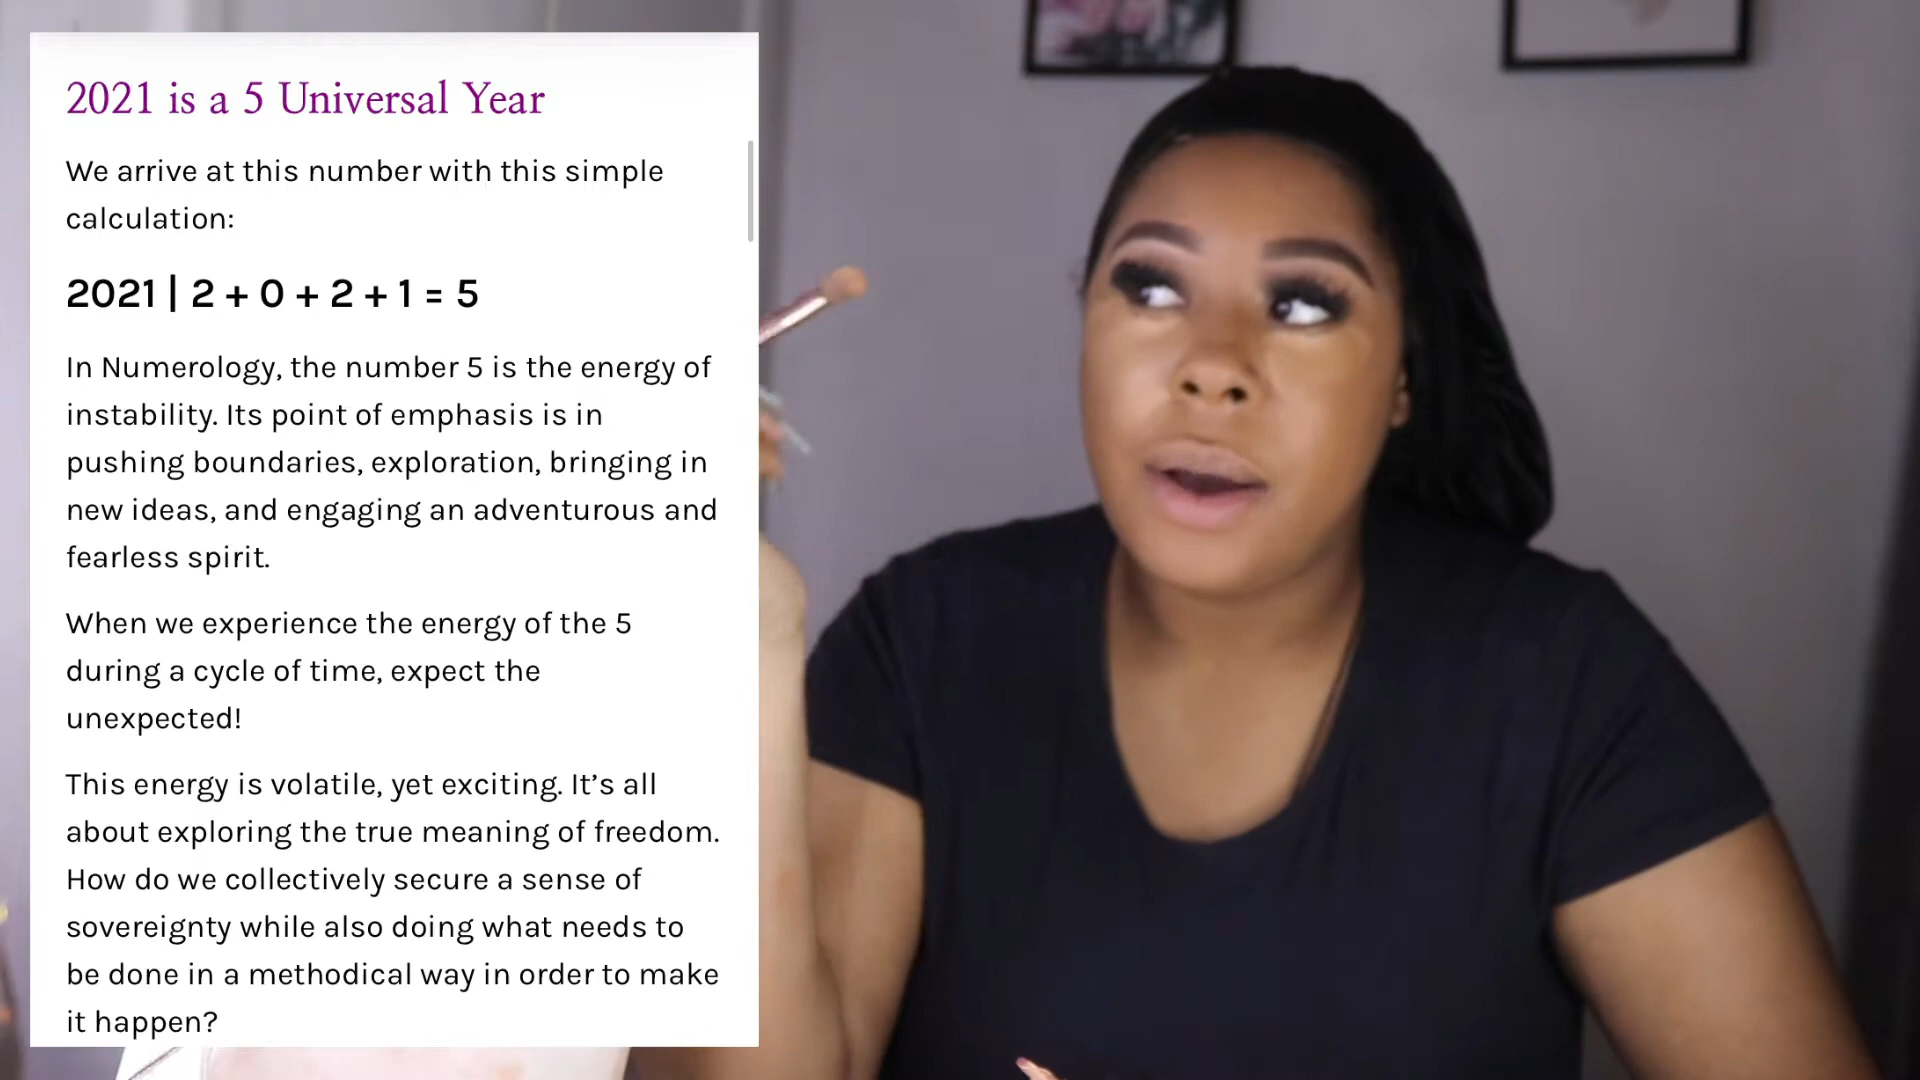 2021 is a 5 Universal Year
We arrive at this number with this simple
calculation:
2021 | 2 + 0 + 2 + 1 = 5
In Numerology, the number 5 is the energy of
instability. Its point of emphasis is in
pushing boundaries, exploration, bringing in
new ideas, and engaging an adventurous and
fearless spirit.
When we experience the energy of the 5
during a cycle of time, expect the
unexpected!
This energy is volatile, yet exciting. It’s all
about exploring the true meaning of freedom.
How do we collectively secure a sense of
sovereignty while also doing what needs to
be done in a methodical way in order to make
it happen?